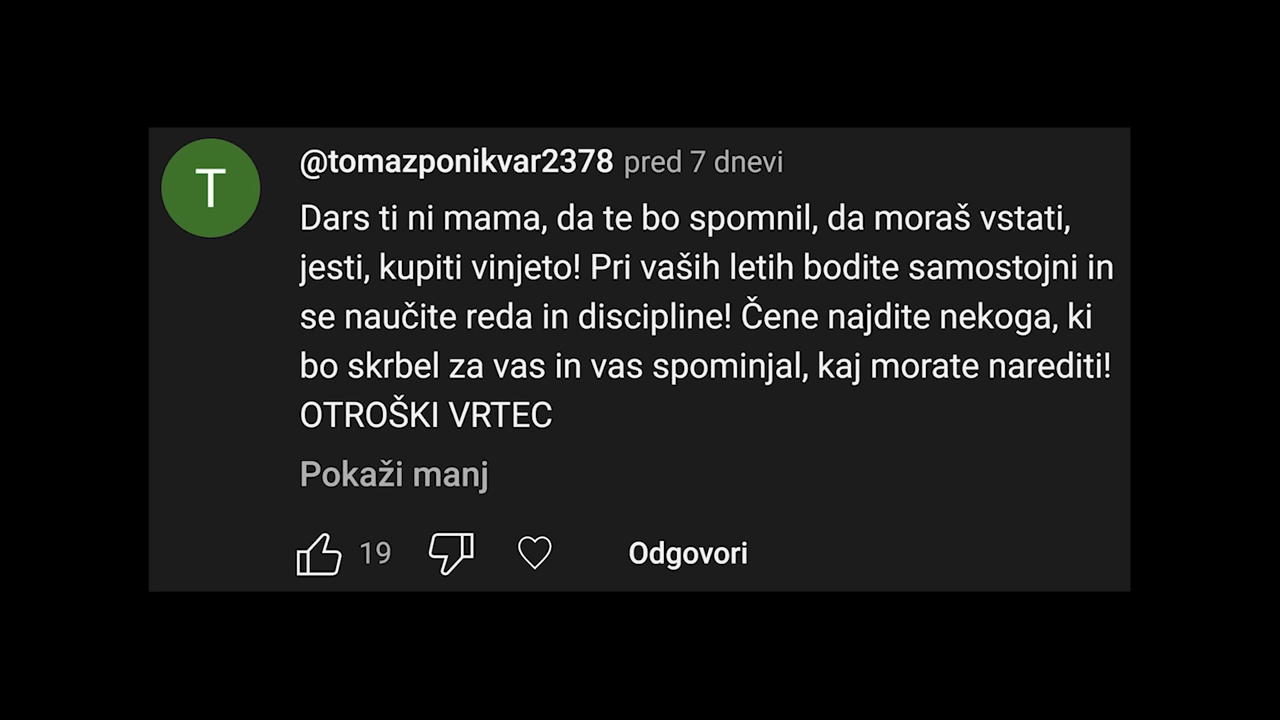 T
@tomazponikvar2378 pred 7 dnevi
Dars ti ni mama, da te bo spomnil, da moraš vstati,
jesti, kupiti vinjeto! Pri vaših letih bodite samostojni in
se naučite reda in discipline! Čene najdite nekoga, ki
bo skrbel za vas in vas spominjal, kaj morate narediti!
OTROŠKI VRTEC
Pokaži manj
19 Odgovori